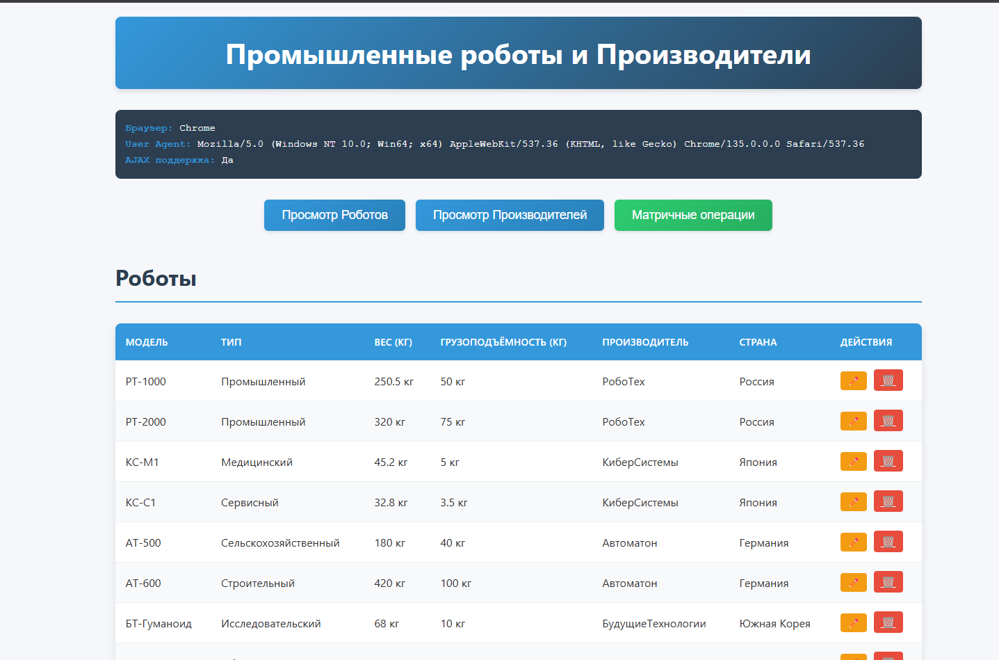 Промышленные роботы и Производители
Браузер: Chrome
User Agent: Mozilla/5.0 (Windows NT 10.0; Win64; x64) AppleWebKit/537.36 (KHTML, like Gecko) Chrome/135.0.0.0 Safari/537.36
AJAX поддержка: Да
Просмотр Роботов Просмотр Производителей Матричные операции
Роботы
МОДЕЛЬ ТИП ВЕС (КГ) ГРУЗОПОДЪЁМНОСТЬ (КГ) ПРОИЗВОДИТЕЛЬ СТРАНА ДЕЙСТВИЯ
РТ-1000 Промышленный 250.5 кг 50 кг РобоТех Россия
РТ-2000 Промышленный 320 кг 75 кг РобоТех Россия
КС-М1 Медицинский 45.2 кг 5 кг КиберСистемы Япония
КС-С1 Сервисный 32.8 кг 3.5 кг КиберСистемы Япония
АТ-500 Сельскохозяйственный 180 кг 40 кг Автоматон Германия
АТ-600 Строительный 420 кг 100 кг Автоматон Германия
БТ-Гуманоид Исследовательский 68 кг 10 кг БудущиеТехнологии Южная Корея